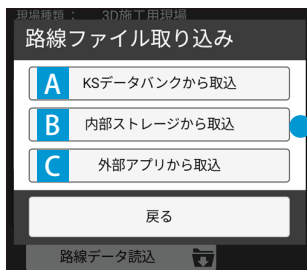 現場種類： 3D施工用現場
路線ファイル取り込み
A KSデータバンクから取込
B 内部ストレージから取込
C 外部アプリから取込
戻る
路線データ読込